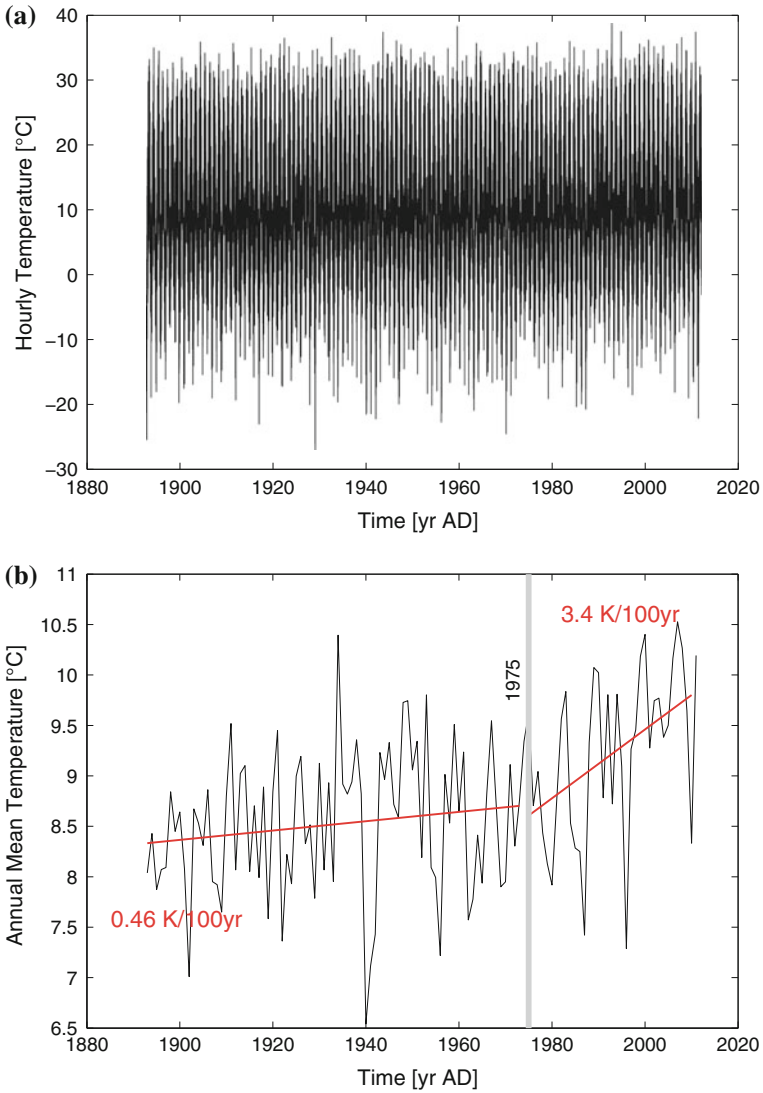 (a)
40
30
20
10
0
−10
−20
−30
Hourly Temperature [°C]
1880 1900 1920 1940 1960 1980 2000 2020
Time [yr AD]
(b)
11
10.5
10
9.5
9
8.5
8
7.5
7
6.5
Annual Mean Temperature [°C]
3.4 K/100yr
1975
0.46 K/100yr
1880 1900 1920 1940 1960 1980 2000 2020
Time [yr AD]